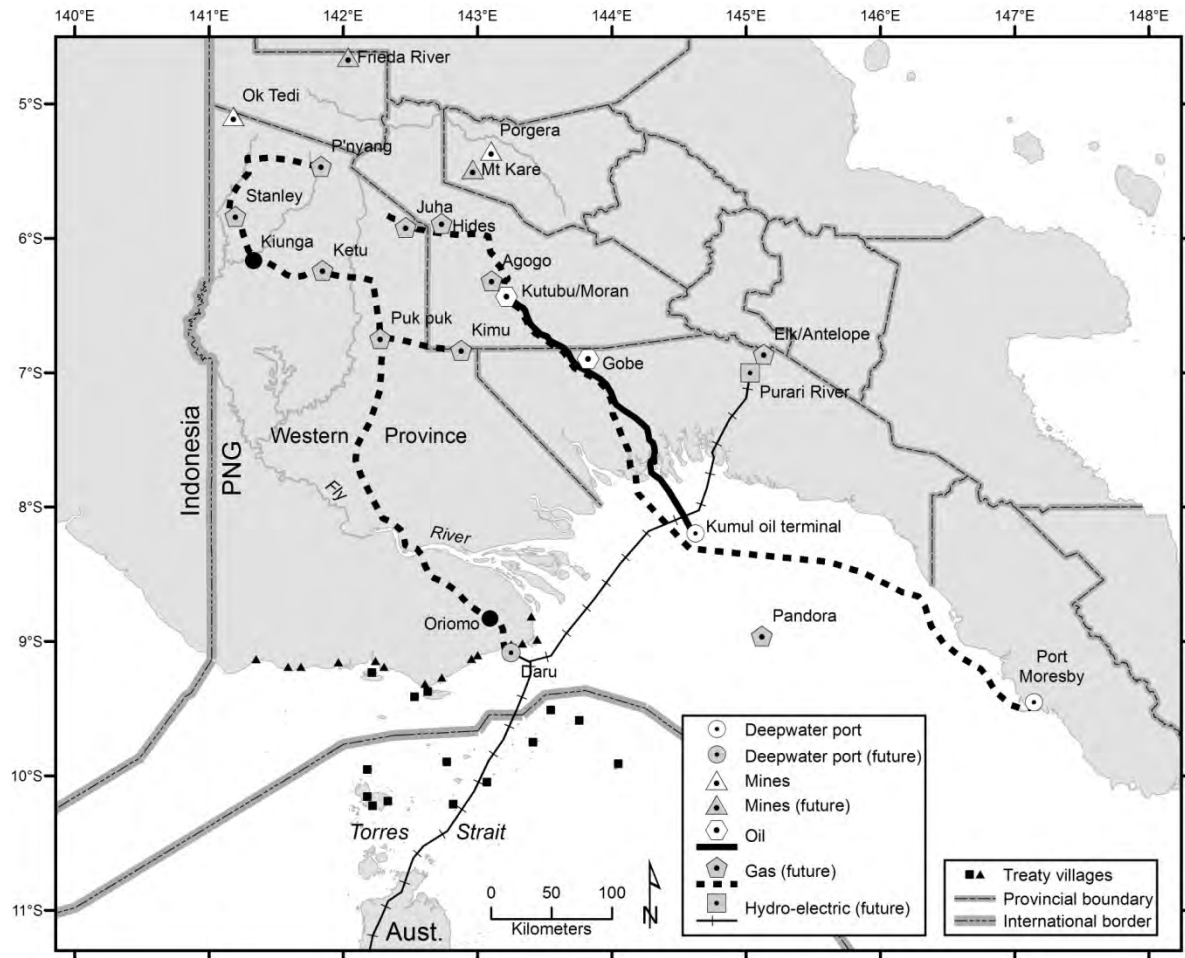 140°E 141°E 142°E 143°E 144°E 145°E 146°E 147°E 148°E
Frieda River
5°S
Ok Tedi
Porgera
P'nyang
Mt Kare
Stanley
Juha
Hides
6°S
Kiunga
Ketu
Agogo
Kutubu/Moran
Puk puk
Kimu
Elk/Antelope
Gobe
7°S
Purari River
Indonesia
PNG
Western Province
8°S
Fly
River
Kumul oil terminal
Oriomo
Pandora
9°S
Daru
Port
Moresby
10°S
Torres Strait
11°S
Aust.
0 50 100
Kilometers
N
Deepwater port
Deepwater port (future)
Mines
Mines (future)
Oil
Gas (future)
Hydro-electric (future)
Treaty villages
Provincial boundary
International border